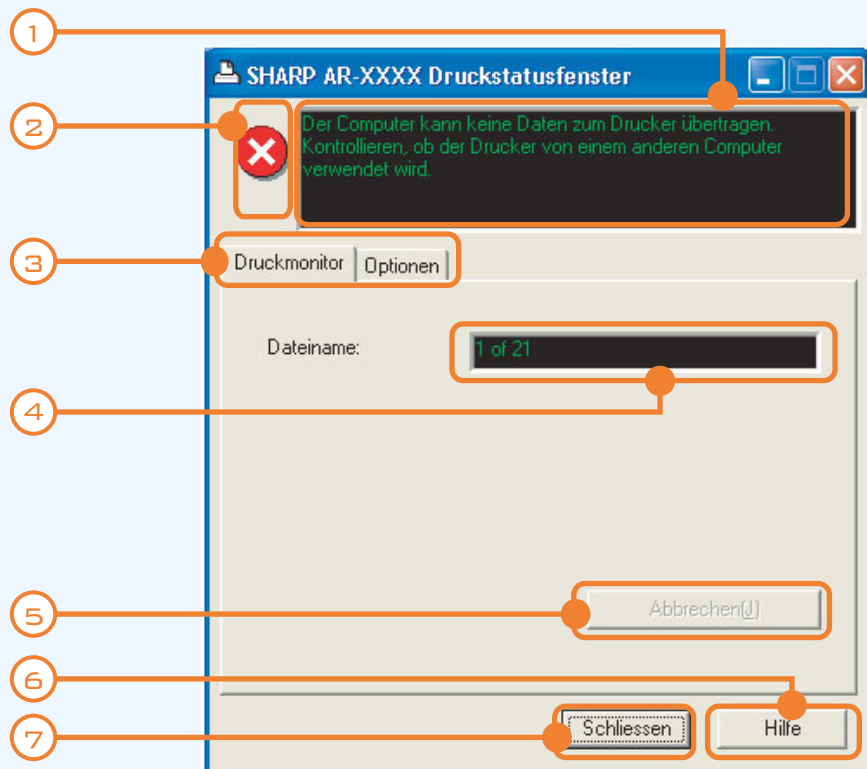 1
SHARP AR-XXXX Druckstatusfenster
2
Der Computer kann keine Daten zum Drucker übertragen.
Kontrollieren, ob der Drucker von einem anderen Computer
verwendet wird.
3
Druckmonitor Optionen
Dateiname: 1 of 21
4
5
Abbrechen(J)
6
7
Schliessen Hilfe